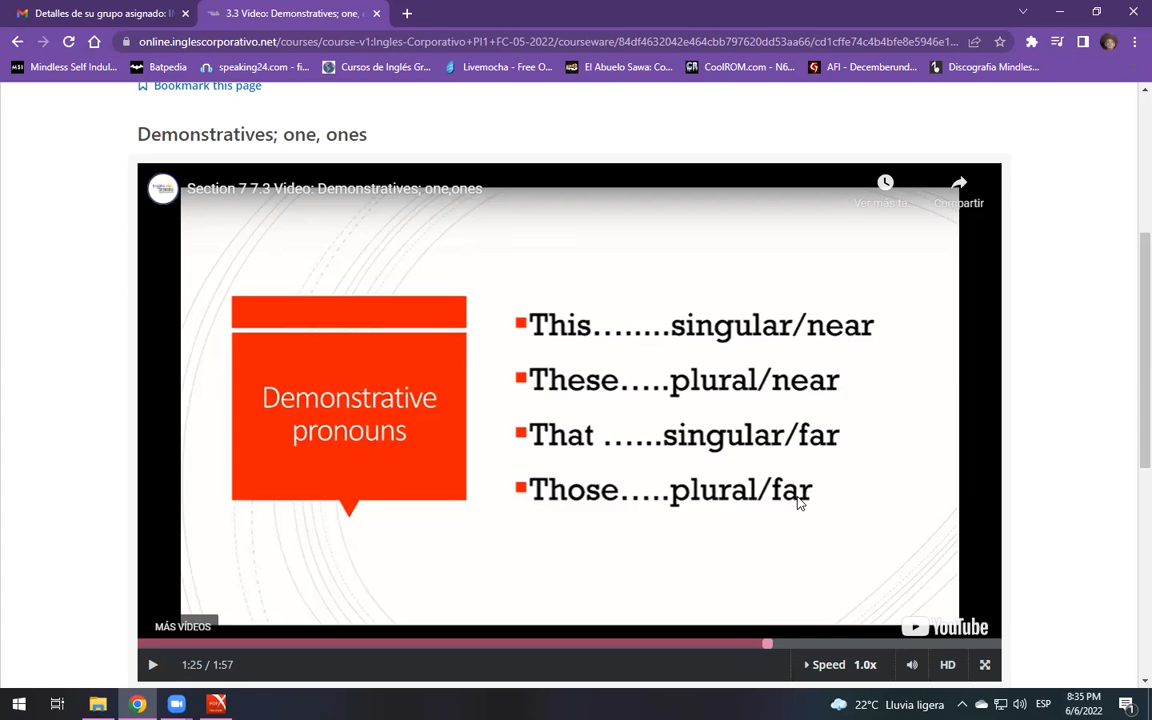 Detalles de su grupo asignado: I
3.3 Video: Demonstratives; one,
online.inglescorporativo.net/courses/course-v1:Ingles-Corporativo+PI1+FC-05-2022/courseware/84df4632042e464cbb797620dd53aa66/cd1cffe74c4b4bfe8e5946e1...
Mindless Self Indul...
Batpedia
speaking24.com - fi...
Cursos de Inglés Gr...
Livemocha - Free O...
El Abuelo Sawa: Co...
CoolROM.com - N6...
AFI - Decemberund...
Discografia Mindles...
Bookmark this page
Demonstratives; one, ones
Section 7 7.3 Video: Demonstratives; one,ones
Ver más ta...
Compartir
Demonstrative
pronouns
This........singular/near
These.....plural/near
That ......singular/far
Those.....plural/far
MÁS VÍDEOS
YouTube
1:25 / 1:57
Speed 1.0x
HD
22°C Lluvia ligera
ESP
8:35 PM
6/6/2022
1